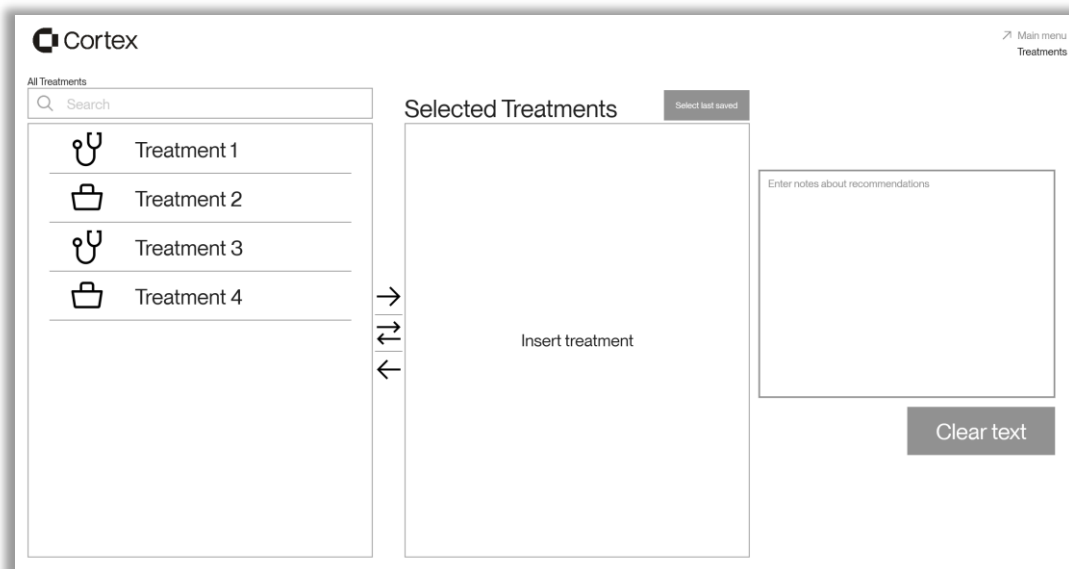 Cortex
Main menu
Treatments
All Treatments
Search
Selected Treatments
Select last saved
Treatment 1
Treatment 2
Treatment 3
Treatment 4
Insert treatment
Enter notes about recommendations
Clear text